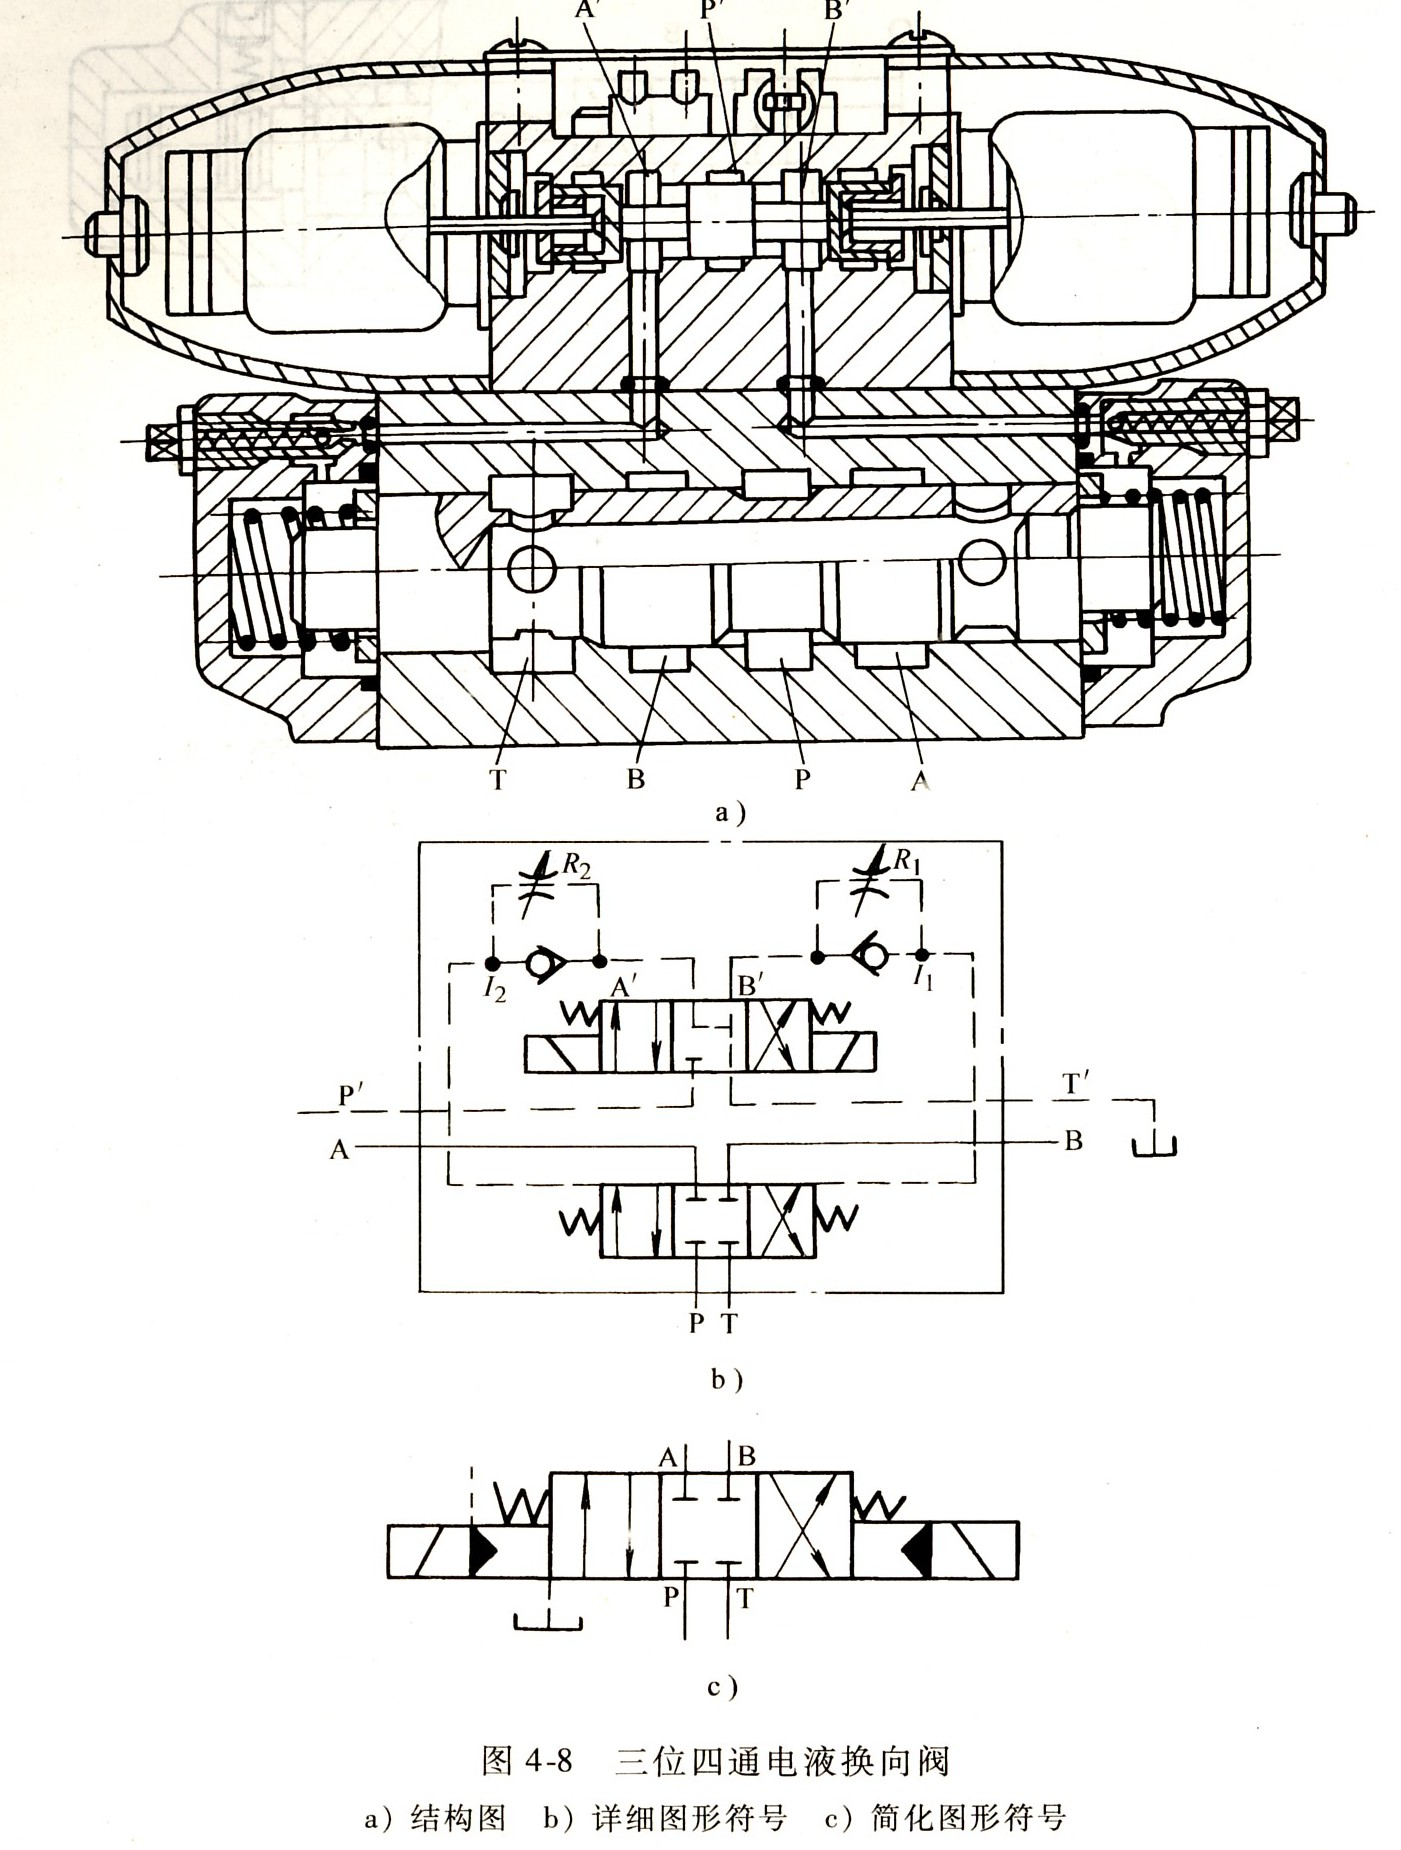 A′ P′ B′
T B P A
a)
R2 R1
I2 A′ B′ I1
P′ T′
A B
P T
b)
A B
P T
c)
图 4-8 三位四通电液换向阀
a) 结构图 b) 详细图形符号 c) 简化图形符号